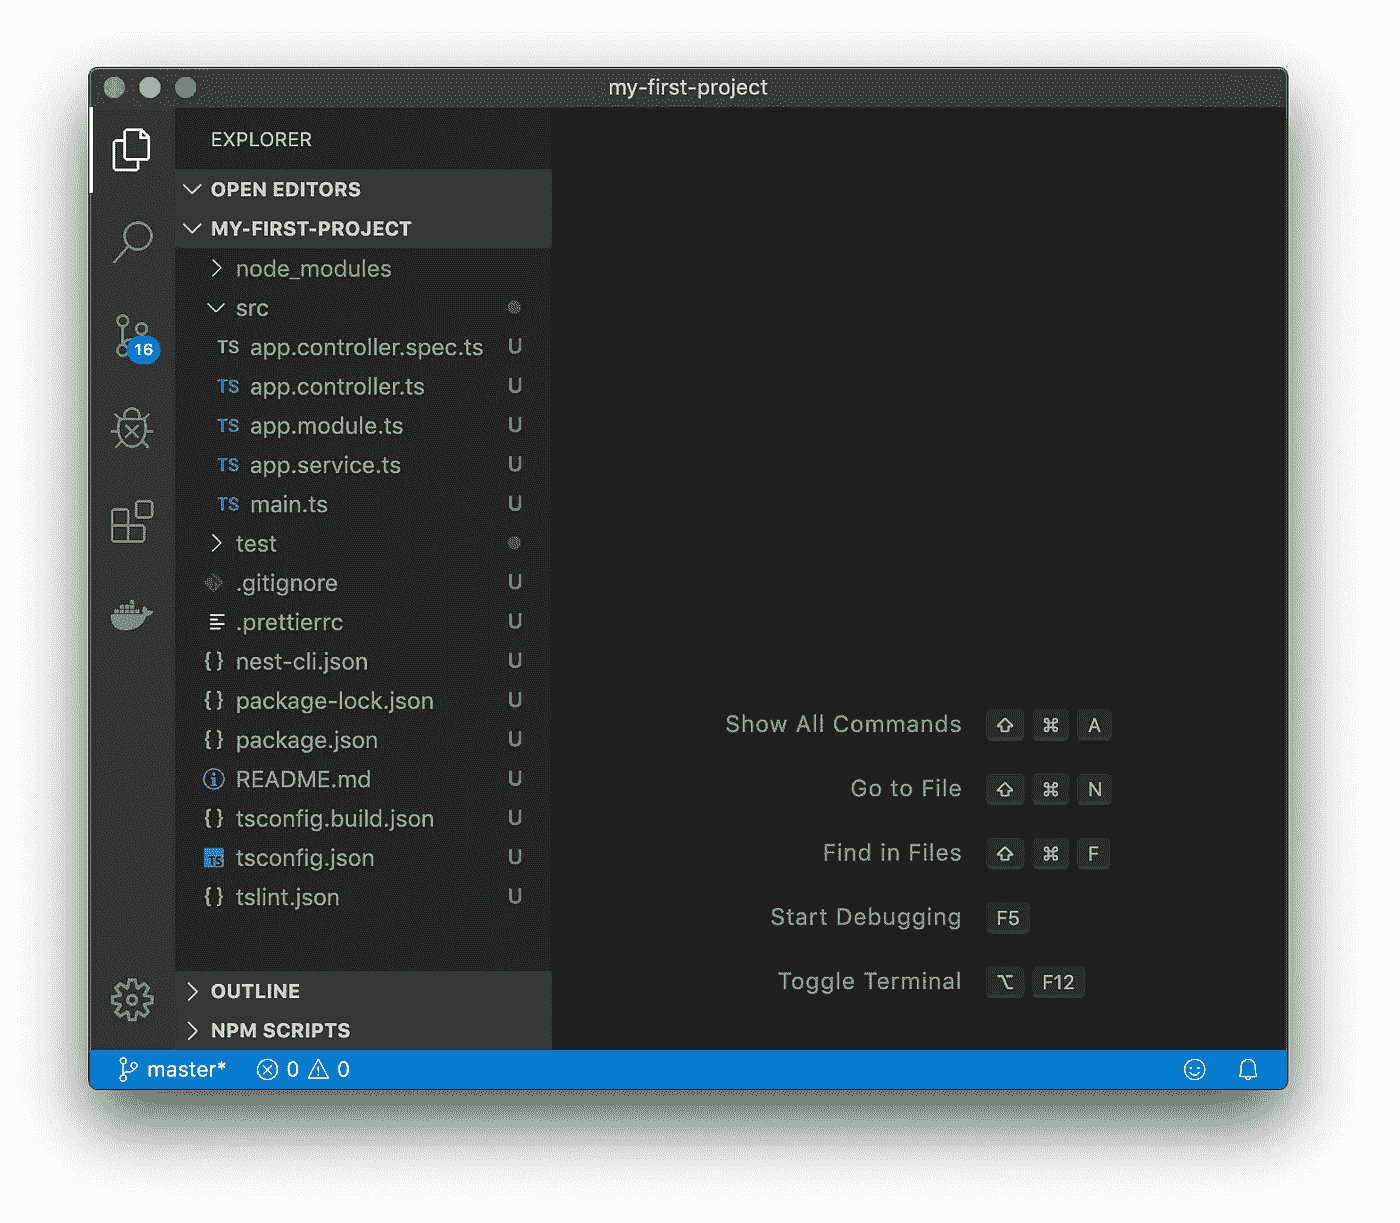 my-first-project
EXPLORER
OPEN EDITORS
MY-FIRST-PROJECT
node_modules
src
TS app.controller.spec.ts U
TS app.controller.ts U
TS app.module.ts U
TS app.service.ts U
TS main.ts U
test
.gitignore U
.prettierrc U
{ } nest-cli.json U
{ } package-lock.json U
{ } package.json U
README.md U
{ } tsconfig.build.json U
TS tsconfig.json U
{ } tslint.json U
OUTLINE
NPM SCRIPTS
16
Show All Commands ⇧ ⌘ A
Go to File ⇧ ⌘ N
Find in Files ⇧ ⌘ F
Start Debugging F5
Toggle Terminal ⌥ F12
master* 0 0